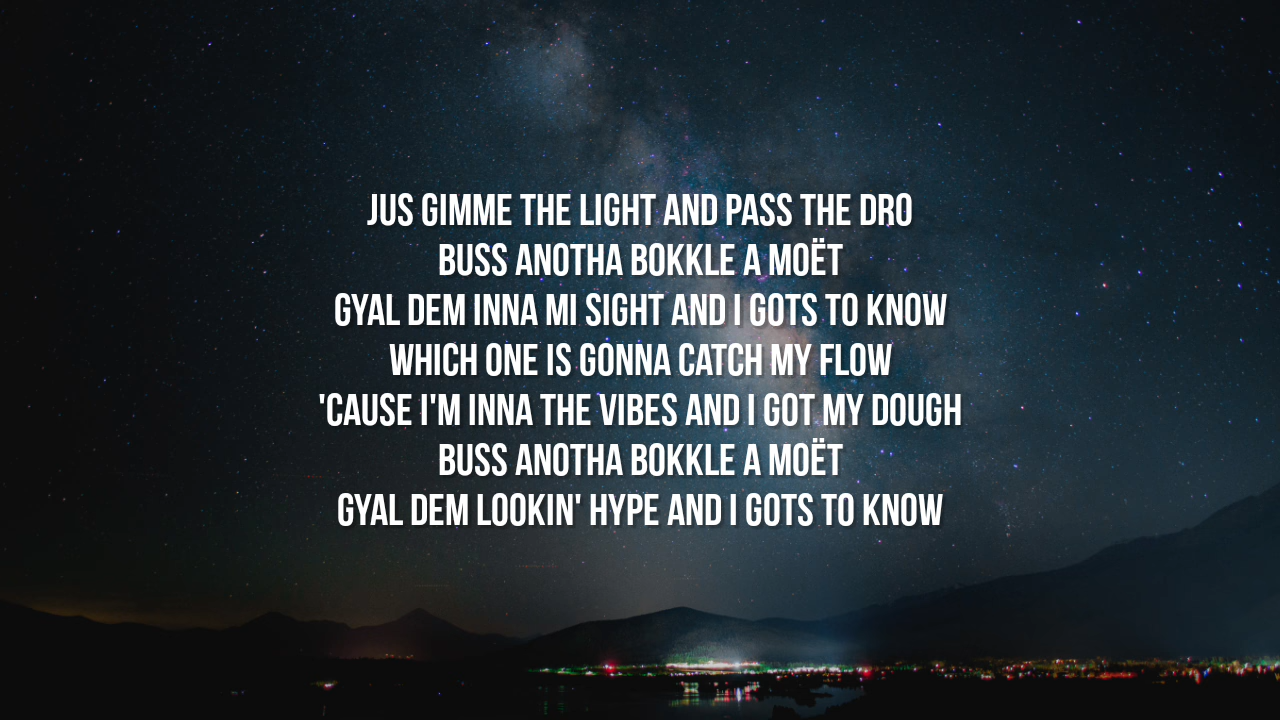 JUS GIMME THE LIGHT AND PASS THE DRO
BUSS ANOTHA BOKKLE A MOËT
GYAL DEM INNA MI SIGHT AND I GOTS TO KNOW
WHICH ONE IS GONNA CATCH MY FLOW
'CAUSE I'M INNA THE VIBES AND I GOT MY DOUGH
BUSS ANOTHA BOKKLE A MOËT
GYAL DEM LOOKIN' HYPE AND I GOTS TO KNOW